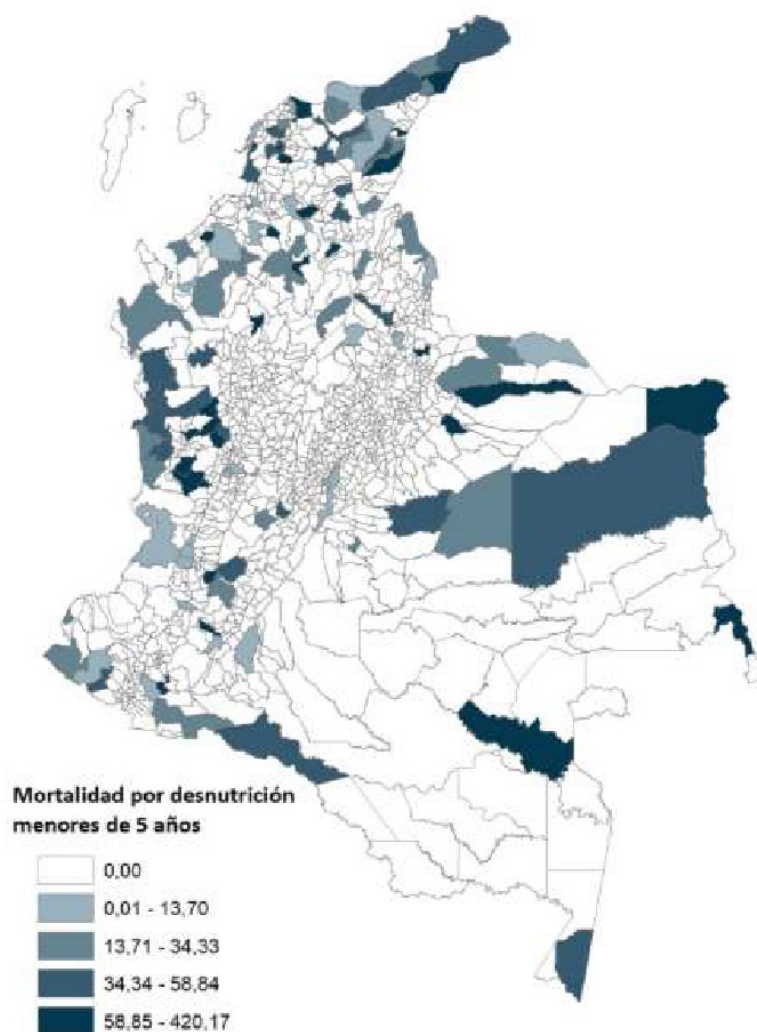 Mortalidad por desnutrición
menores de 5 años
0,00
0,01 - 13,70
13,71 - 34,33
34,34 - 58,84
58,85 - 420,17